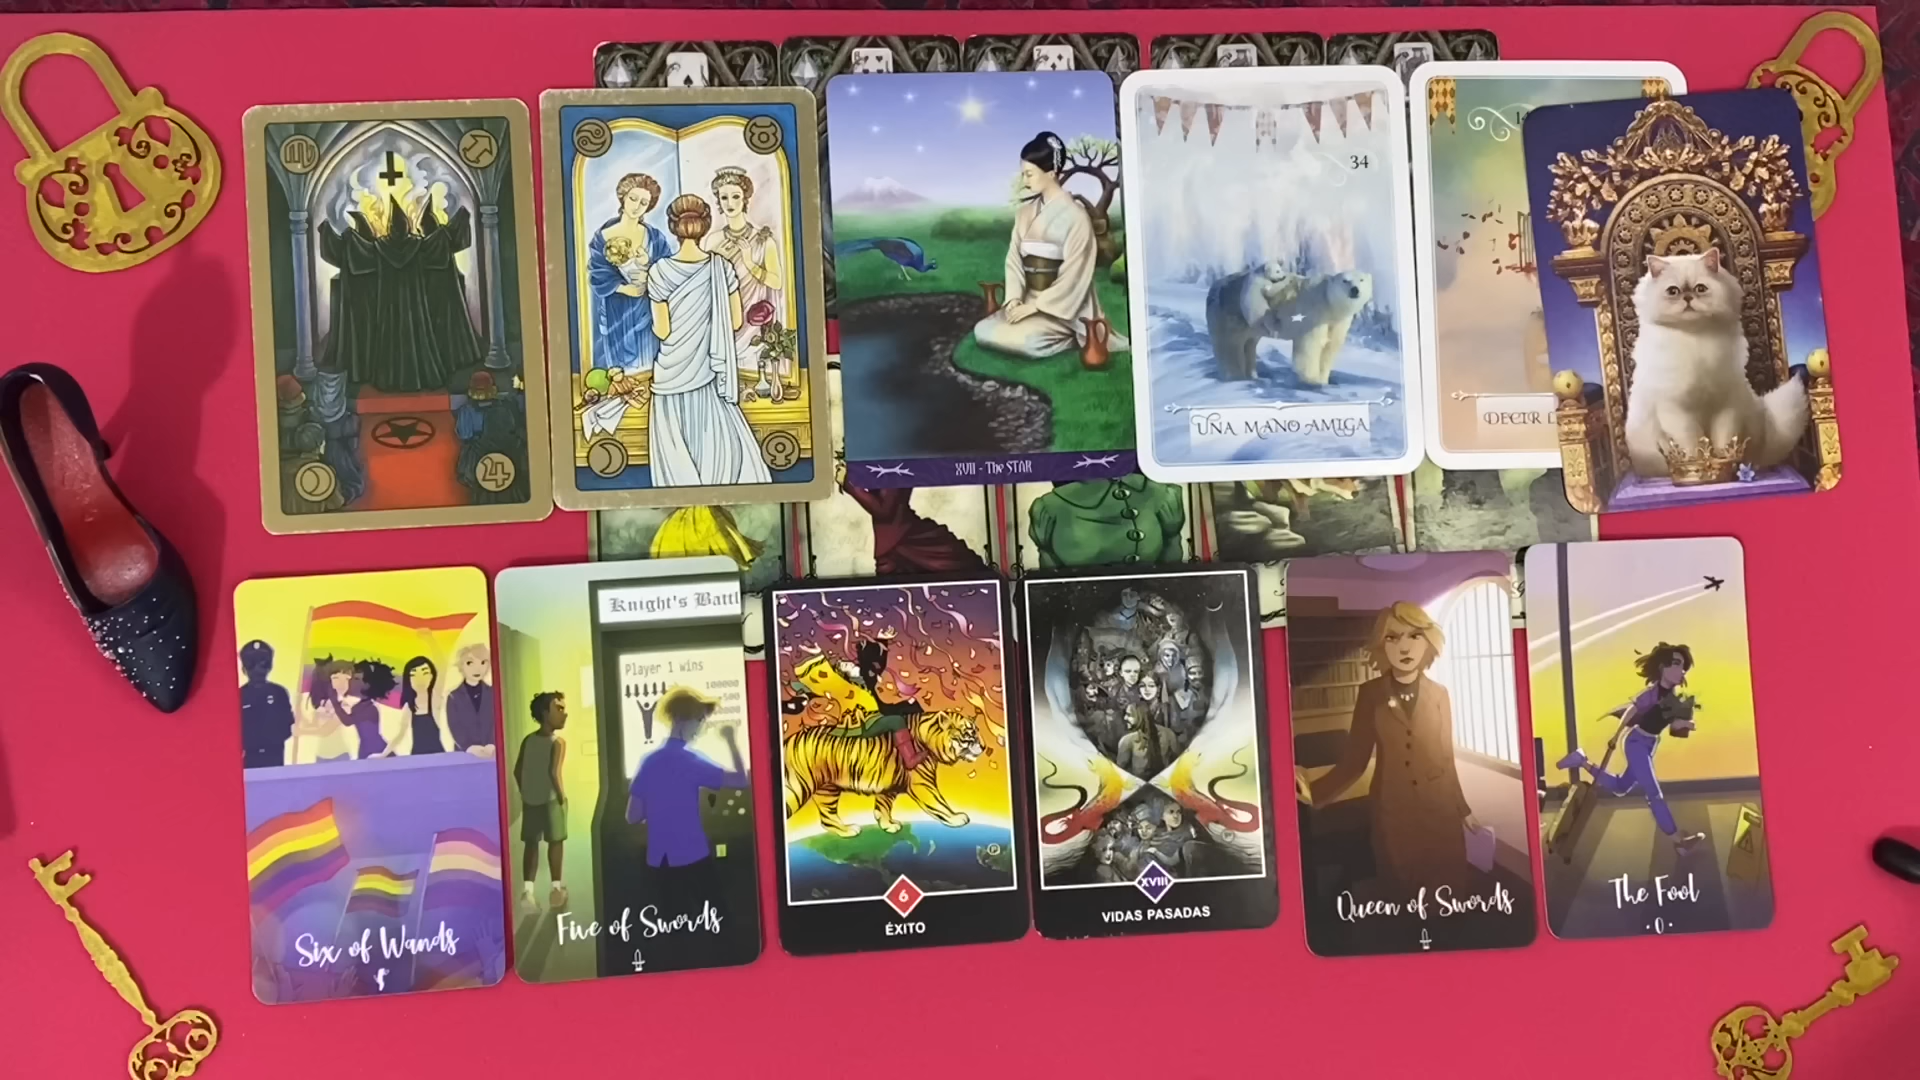 34
XVII - The STAR
UNA MANO AMIGA
DECIR
Knight's Battl
Player 1 wins
100000
Six of Wands
Five of Swords
6
ÉXITO
XVIII
VIDAS PASADAS
Queen of Swords
The Fool
· 0 ·